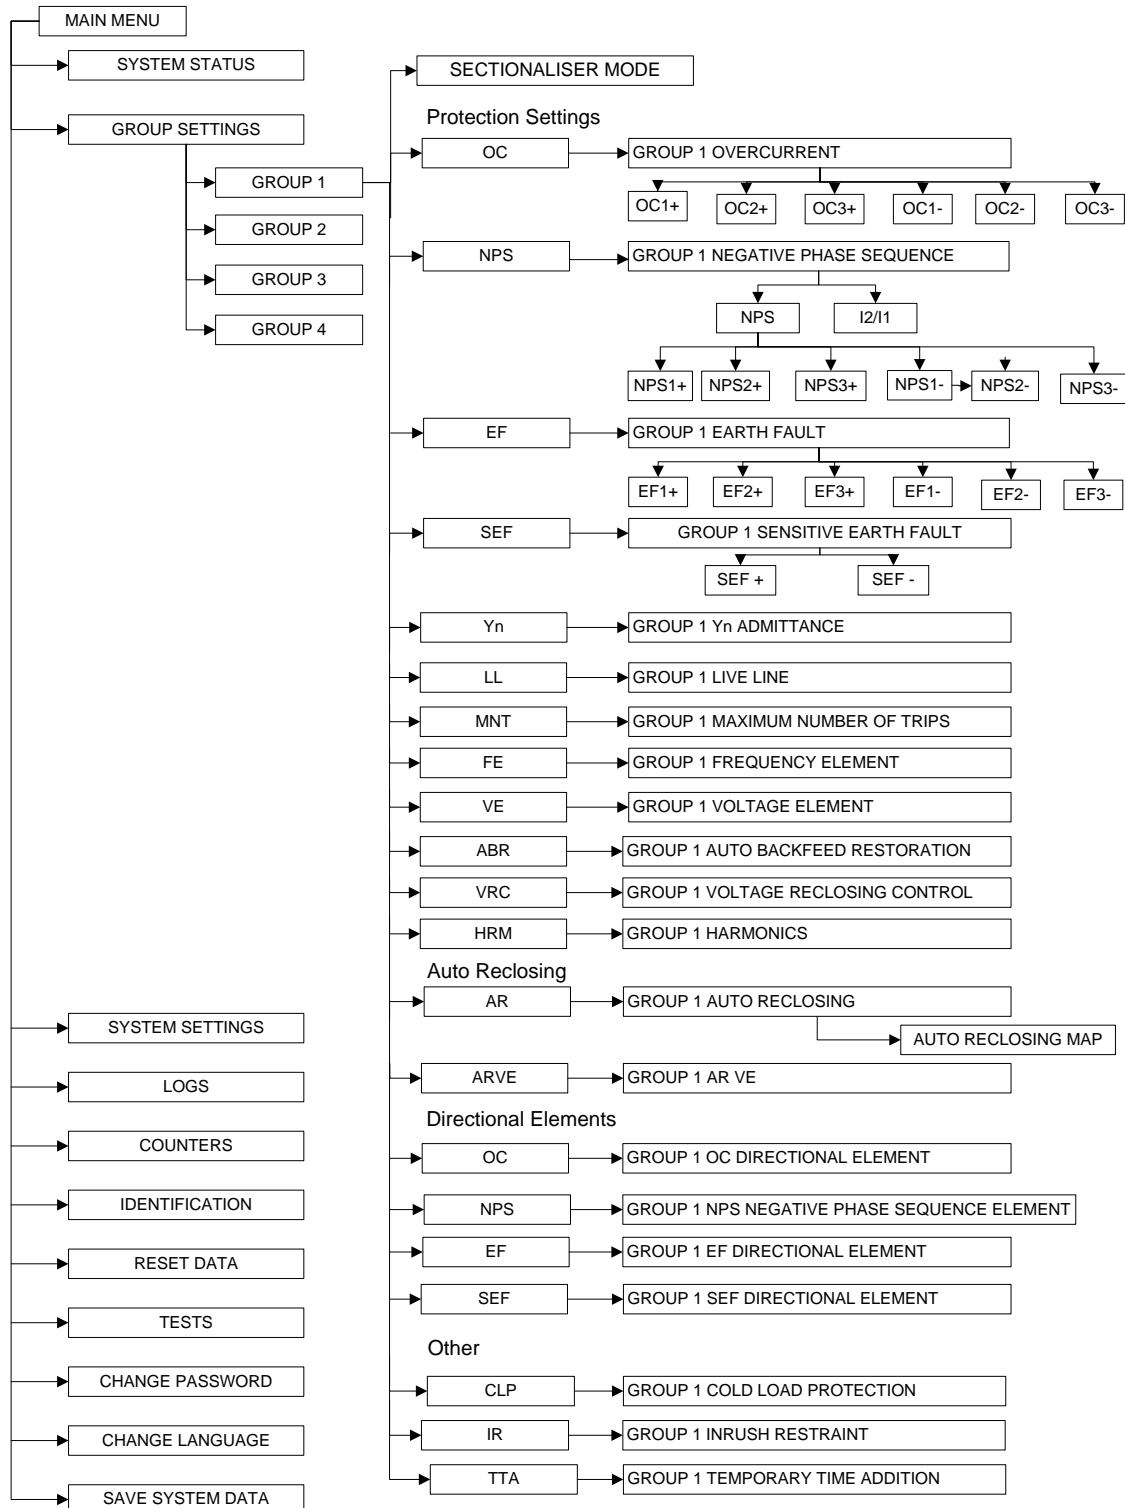 MAIN MENU
SYSTEM STATUS
SECTIONALISER MODE
Protection Settings
GROUP SETTINGS
OC
GROUP 1 OVERCURRENT
GROUP 1
OC1+
OC2+
OC3+
OC1-
OC2-
OC3-
GROUP 2
NPS
GROUP 1 NEGATIVE PHASE SEQUENCE
GROUP 3
GROUP 4
NPS
I2/I1
NPS1+
NPS2+
NPS3+
NPS1-
NPS2-
NPS3-
EF
GROUP 1 EARTH FAULT
EF1+
EF2+
EF3+
EF1-
EF2-
EF3-
SEF
GROUP 1 SENSITIVE EARTH FAULT
SEF +
SEF -
Yn
GROUP 1 Yn ADMITTANCE
LL
GROUP 1 LIVE LINE
MNT
GROUP 1 MAXIMUM NUMBER OF TRIPS
FE
GROUP 1 FREQUENCY ELEMENT
VE
GROUP 1 VOLTAGE ELEMENT
ABR
GROUP 1 AUTO BACKFEED RESTORATION
VRC
GROUP 1 VOLTAGE RECLOSING CONTROL
HRM
GROUP 1 HARMONICS
Auto Reclosing
AR
GROUP 1 AUTO RECLOSING
SYSTEM SETTINGS
AUTO RECLOSING MAP
LOGS
ARVE
GROUP 1 AR VE
Directional Elements
COUNTERS
OC
GROUP 1 OC DIRECTIONAL ELEMENT
IDENTIFICATION
NPS
GROUP 1 NPS NEGATIVE PHASE SEQUENCE ELEMENT
RESET DATA
EF
GROUP 1 EF DIRECTIONAL ELEMENT
SEF
GROUP 1 SEF DIRECTIONAL ELEMENT
TESTS
Other
CHANGE PASSWORD
CLP
GROUP 1 COLD LOAD PROTECTION
CHANGE LANGUAGE
IR
GROUP 1 INRUSH RESTRAINT
TTA
GROUP 1 TEMPORARY TIME ADDITION
SAVE SYSTEM DATA